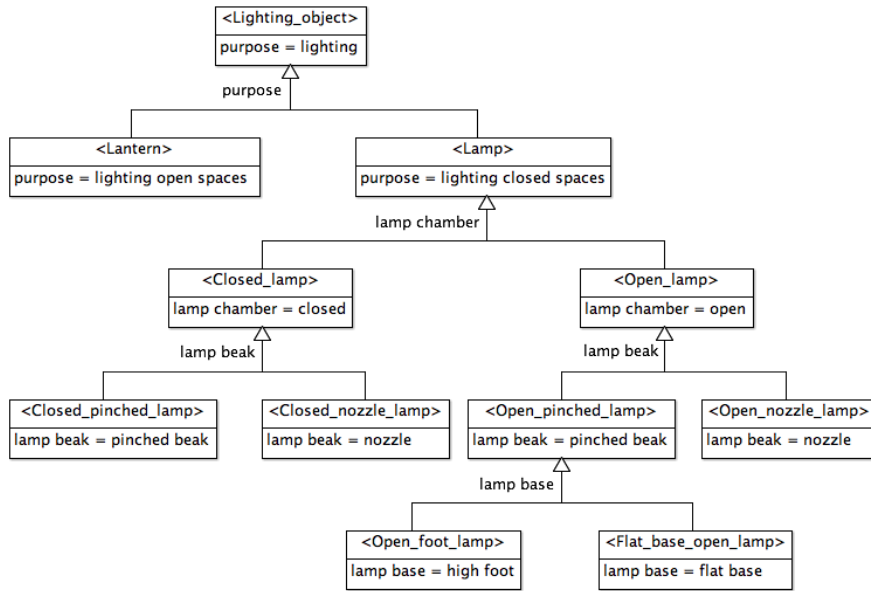 <Lighting_object>
purpose = lighting
purpose
<Lantern>
purpose = lighting open spaces
<Lamp>
purpose = lighting closed spaces
lamp chamber
<Closed_lamp>
lamp chamber = closed
<Open_lamp>
lamp chamber = open
lamp beak
lamp beak
<Closed_pinched_lamp>
lamp beak = pinched beak
<Closed_nozzle_lamp>
lamp beak = nozzle
<Open_pinched_lamp>
lamp beak = pinched beak
<Open_nozzle_lamp>
lamp beak = nozzle
lamp base
<Open_foot_lamp>
lamp base = high foot
<Flat_base_open_lamp>
lamp base = flat base